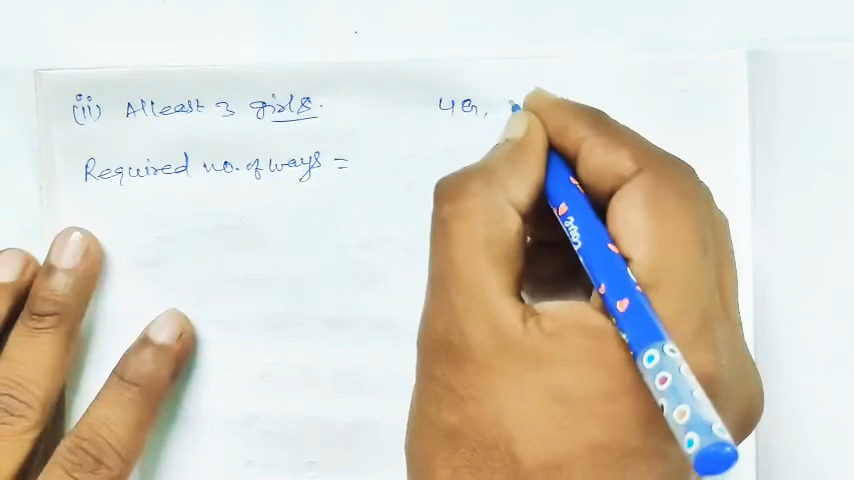 (ii) Atleast 3 girls. 4G,
Required no. of ways =